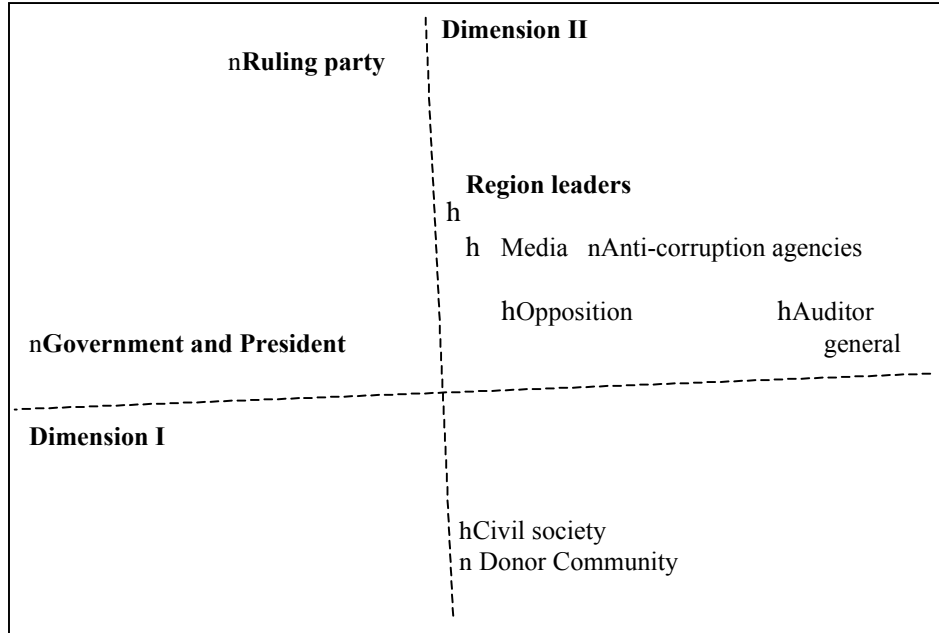 Dimension II
nRuling party
Region leaders
h
h Media nAnti-corruption agencies
hOpposition hAuditor
general
nGovernment and President
Dimension I
hCivil society
n Donor Community